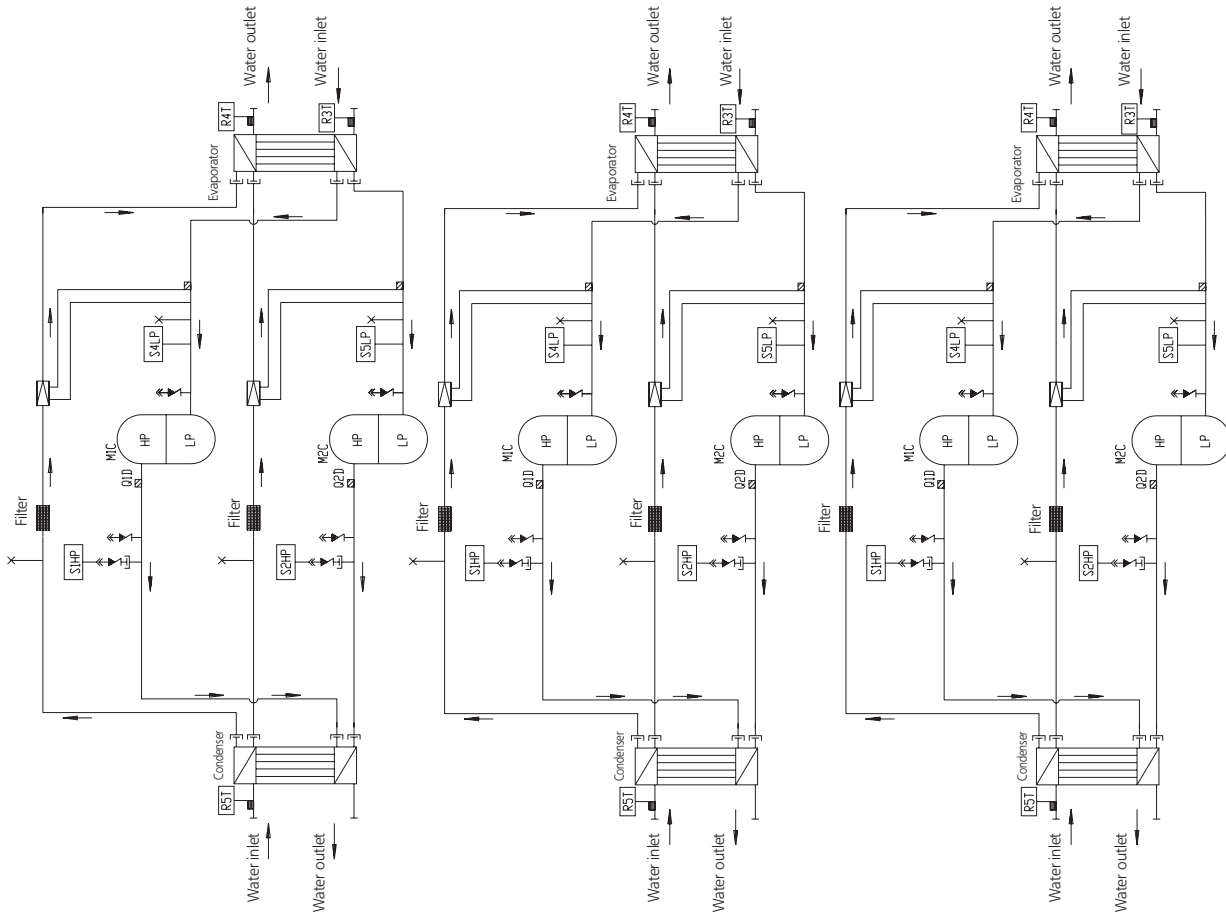 Water outlet
Water inlet
R4T
R3T
Evaporator
S4LP
S5LP
M1C
HP
LP
M2C
HP
LP
Q1D
Q2D
Filter
Filter
S1HP
S2HP
Condenser
R5T
Water inlet
Water outlet
Water outlet
Water inlet
R4T
R3T
Evaporator
S4LP
S5LP
M1C
HP
LP
M2C
HP
LP
Q1D
Q2D
Filter
Filter
S1HP
S2HP
Condenser
R5T
Water inlet
Water outlet
Water outlet
Water inlet
R4T
R3T
Evaporator
S4LP
S5LP
M1C
HP
LP
M2C
HP
LP
Q1D
Q2D
Filter
Filter
S1HP
S2HP
Condenser
R5T
Water inlet
Water outlet